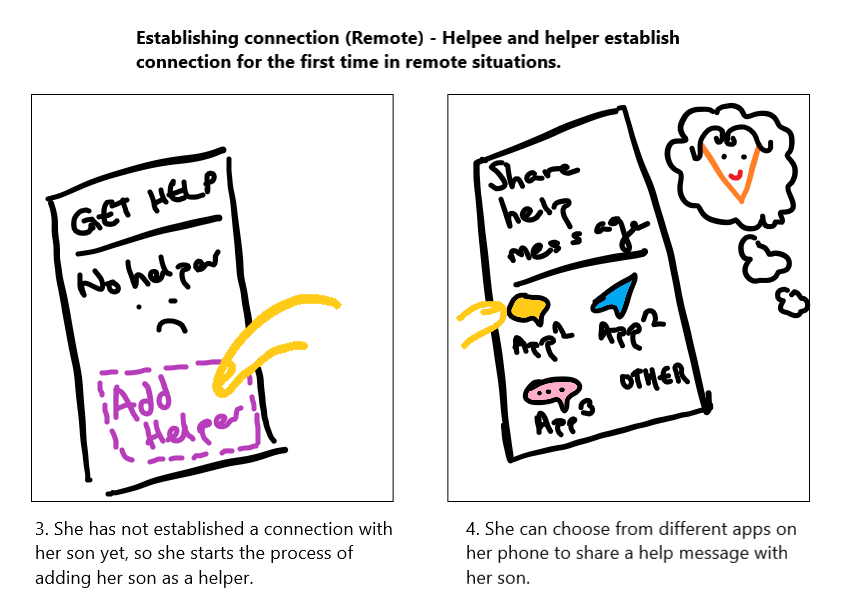 Establishing connection (Remote) - Helpee and helper establish
connection for the first time in remote situations.
GET HELP
No helper
Add
Helper
3. She has not established a connection with
her son yet, so she starts the process of
adding her son as a helper.
Share
help
message
App1
App2
App3
OTHER
4. She can choose from different apps on
her phone to share a help message with
her son.